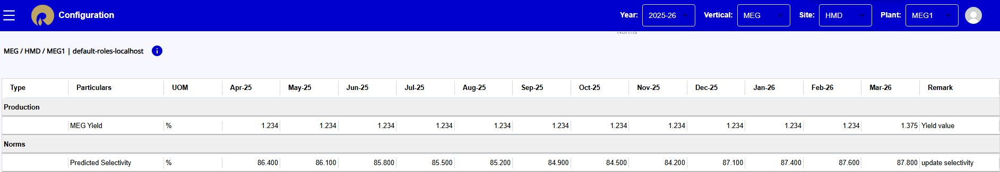 Configuration Year: 2025-26 Vertical: MEG Site: HMD Plant: MEG1
Norms
MEG / HMD / MEG1 | default-roles-localhost i
Type Particulars UOM Apr-25 May-25 Jun-25 Jul-25 Aug-25 Sep-25 Oct-25 Nov-25 Dec-25 Jan-26 Feb-26 Mar-26 Remark
Production
MEG Yield % 1.234 1.234 1.234 1.234 1.234 1.234 1.234 1.234 1.234 1.234 1.234 1.375 Yield value
Norms
Predicted Selectivity % 86.400 86.100 85.800 85.500 85.200 84.900 84.500 84.200 87.100 87.400 87.600 87.800 update selectivity